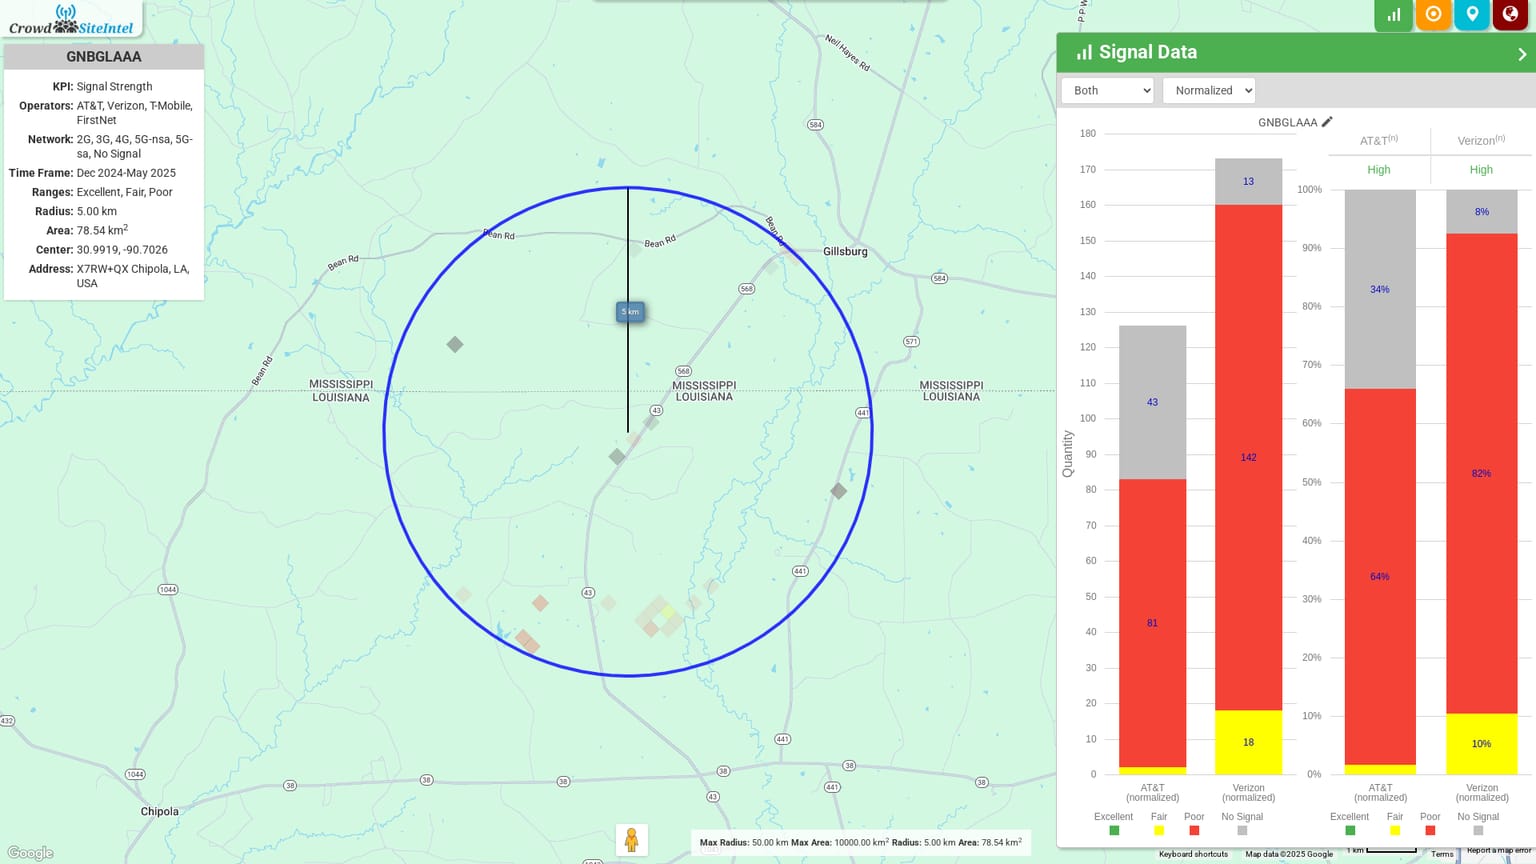 CrowdSiteIntel
GNBGLAAA
KPI: Signal Strength
Operators: AT&T, Verizon, T-Mobile,
FirstNet
Network: 2G, 3G, 4G, 5G-nsa, 5G-
sa, No Signal
Time Frame: Dec 2024-May 2025
Ranges: Excellent, Fair, Poor
Radius: 5.00 km
Area: 78.54 km²
Center: 30.9919, -90.7026
Address: X7RW+QX Chipola, LA,
USA
Neil Hayes Rd
584
Bean Rd
Bean Rd
Bean Rd
Bean Rd
Gillsburg
584
568
5 km
571
568
Bean Rd
MISSISSIPPI
LOUISIANA
MISSISSIPPI
LOUISIANA
MISSISSIPPI
LOUISIANA
43
441
441
1044
43
432
441
1044
38
38
38
38
38
38
441
43
Chipola
Google
Max Radius: 50.00 km Max Area: 10000.00 km² Radius: 5.00 km Area: 78.54 km²
Signal Data
Both
Normalized
GNBGLAAA
180
170
160
150
140
130
120
110
100
90
80
70
60
50
40
30
20
10
0
Quantity
43
81
13
142
18
AT&T
(normalized)
Verizon
(normalized)
Excellent
Fair
Poor
No Signal
AT&T(n)
Verizon(n)
High
High
100%
90%
80%
70%
60%
50%
40%
30%
20%
10%
0%
34%
64%
8%
82%
10%
AT&T
(normalized)
Verizon
(normalized)
Excellent
Fair
Poor
No Signal
Keyboard shortcuts
Map data ©2025 Google
1 km
Terms
Report a map error